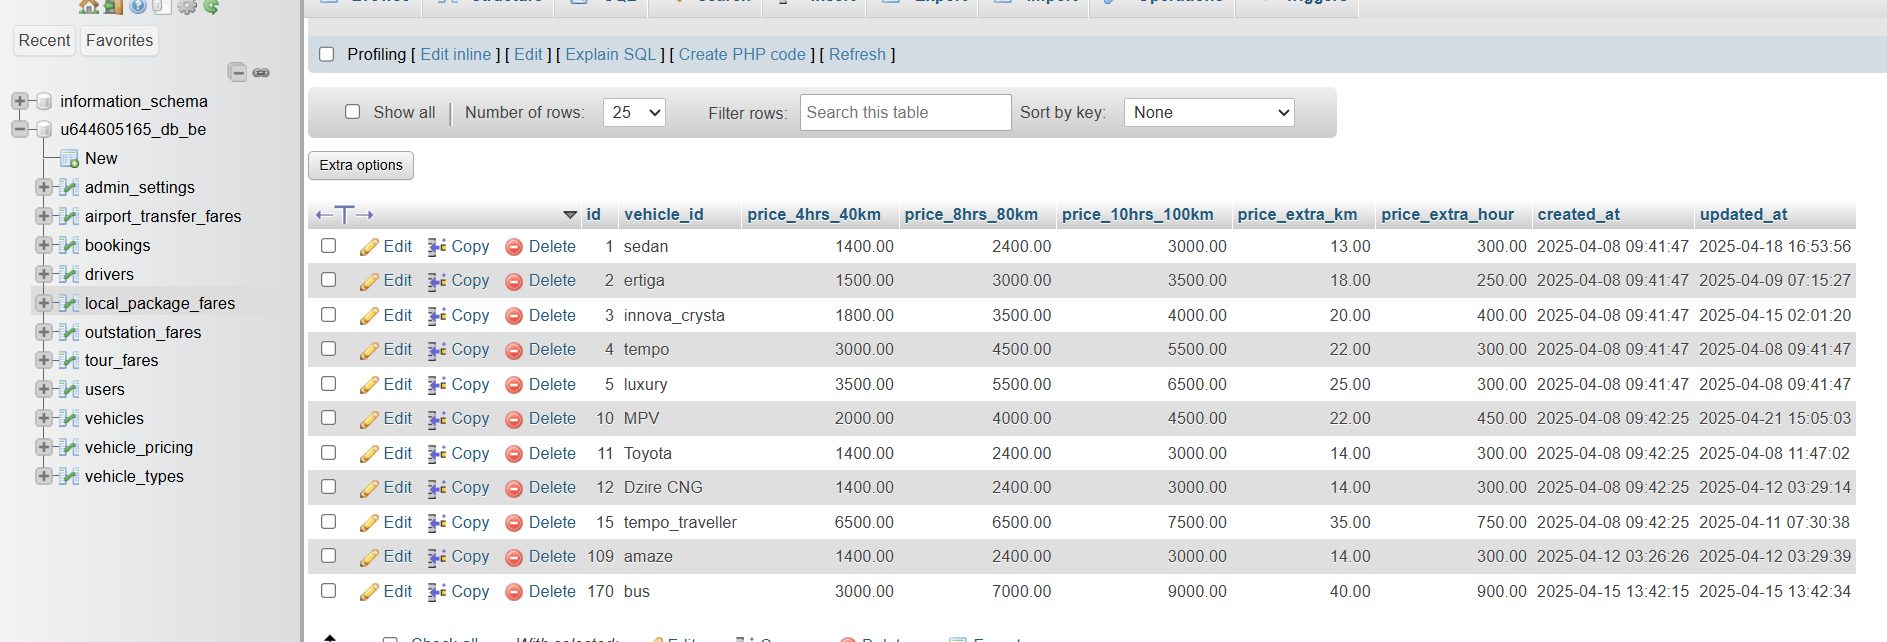 Browse Structure SQL Search Insert Export Import Operations Triggers
Recent Favorites
information_schema
u644605165_db_be
New
admin_settings
airport_transfer_fares
bookings
drivers
local_package_fares
outstation_fares
tour_fares
users
vehicles
vehicle_pricing
vehicle_types
Profiling [ Edit inline ] [ Edit ] [ Explain SQL ] [ Create PHP code ] [ Refresh ]
Show all Number of rows: 25 Filter rows: Search this table Sort by key: None
Extra options
id vehicle_id price_4hrs_40km price_8hrs_80km price_10hrs_100km price_extra_km price_extra_hour created_at updated_at
Edit Copy Delete 1 sedan 1400.00 2400.00 3000.00 13.00 300.00 2025-04-08 09:41:47 2025-04-18 16:53:56
Edit Copy Delete 2 ertiga 1500.00 3000.00 3500.00 18.00 250.00 2025-04-08 09:41:47 2025-04-09 07:15:27
Edit Copy Delete 3 innova_crysta 1800.00 3500.00 4000.00 20.00 400.00 2025-04-08 09:41:47 2025-04-15 02:01:20
Edit Copy Delete 4 tempo 3000.00 4500.00 5500.00 22.00 300.00 2025-04-08 09:41:47 2025-04-08 09:41:47
Edit Copy Delete 5 luxury 3500.00 5500.00 6500.00 25.00 300.00 2025-04-08 09:41:47 2025-04-08 09:41:47
Edit Copy Delete 10 MPV 2000.00 4000.00 4500.00 22.00 450.00 2025-04-08 09:42:25 2025-04-21 15:05:03
Edit Copy Delete 11 Toyota 1400.00 2400.00 3000.00 14.00 300.00 2025-04-08 09:42:25 2025-04-08 11:47:02
Edit Copy Delete 12 Dzire CNG 1400.00 2400.00 3000.00 14.00 300.00 2025-04-08 09:42:25 2025-04-12 03:29:14
Edit Copy Delete 15 tempo_traveller 6500.00 6500.00 7500.00 35.00 750.00 2025-04-08 09:42:25 2025-04-11 07:30:38
Edit Copy Delete 109 amaze 1400.00 2400.00 3000.00 14.00 300.00 2025-04-12 03:26:26 2025-04-12 03:29:39
Edit Copy Delete 170 bus 3000.00 7000.00 9000.00 40.00 900.00 2025-04-15 13:42:15 2025-04-15 13:42:34
Check all With selected: Edit Copy Delete Export